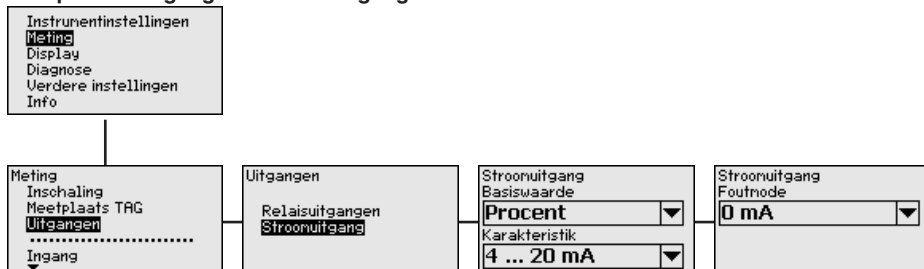 Instrumentinstellingen
Meting
Display
Diagnose
Verdere instellingen
Info
Meting
Inschaling
Meetplaats TAG
Uitgangen
Ingang
Uitgangen
Relaisuitgangen
Stroomuitgang
Stroomuitgang
Basiswaarde
Procent
Karakteristik
4 ... 20 mA
Stroomuitgang
Foutmode
0 mA